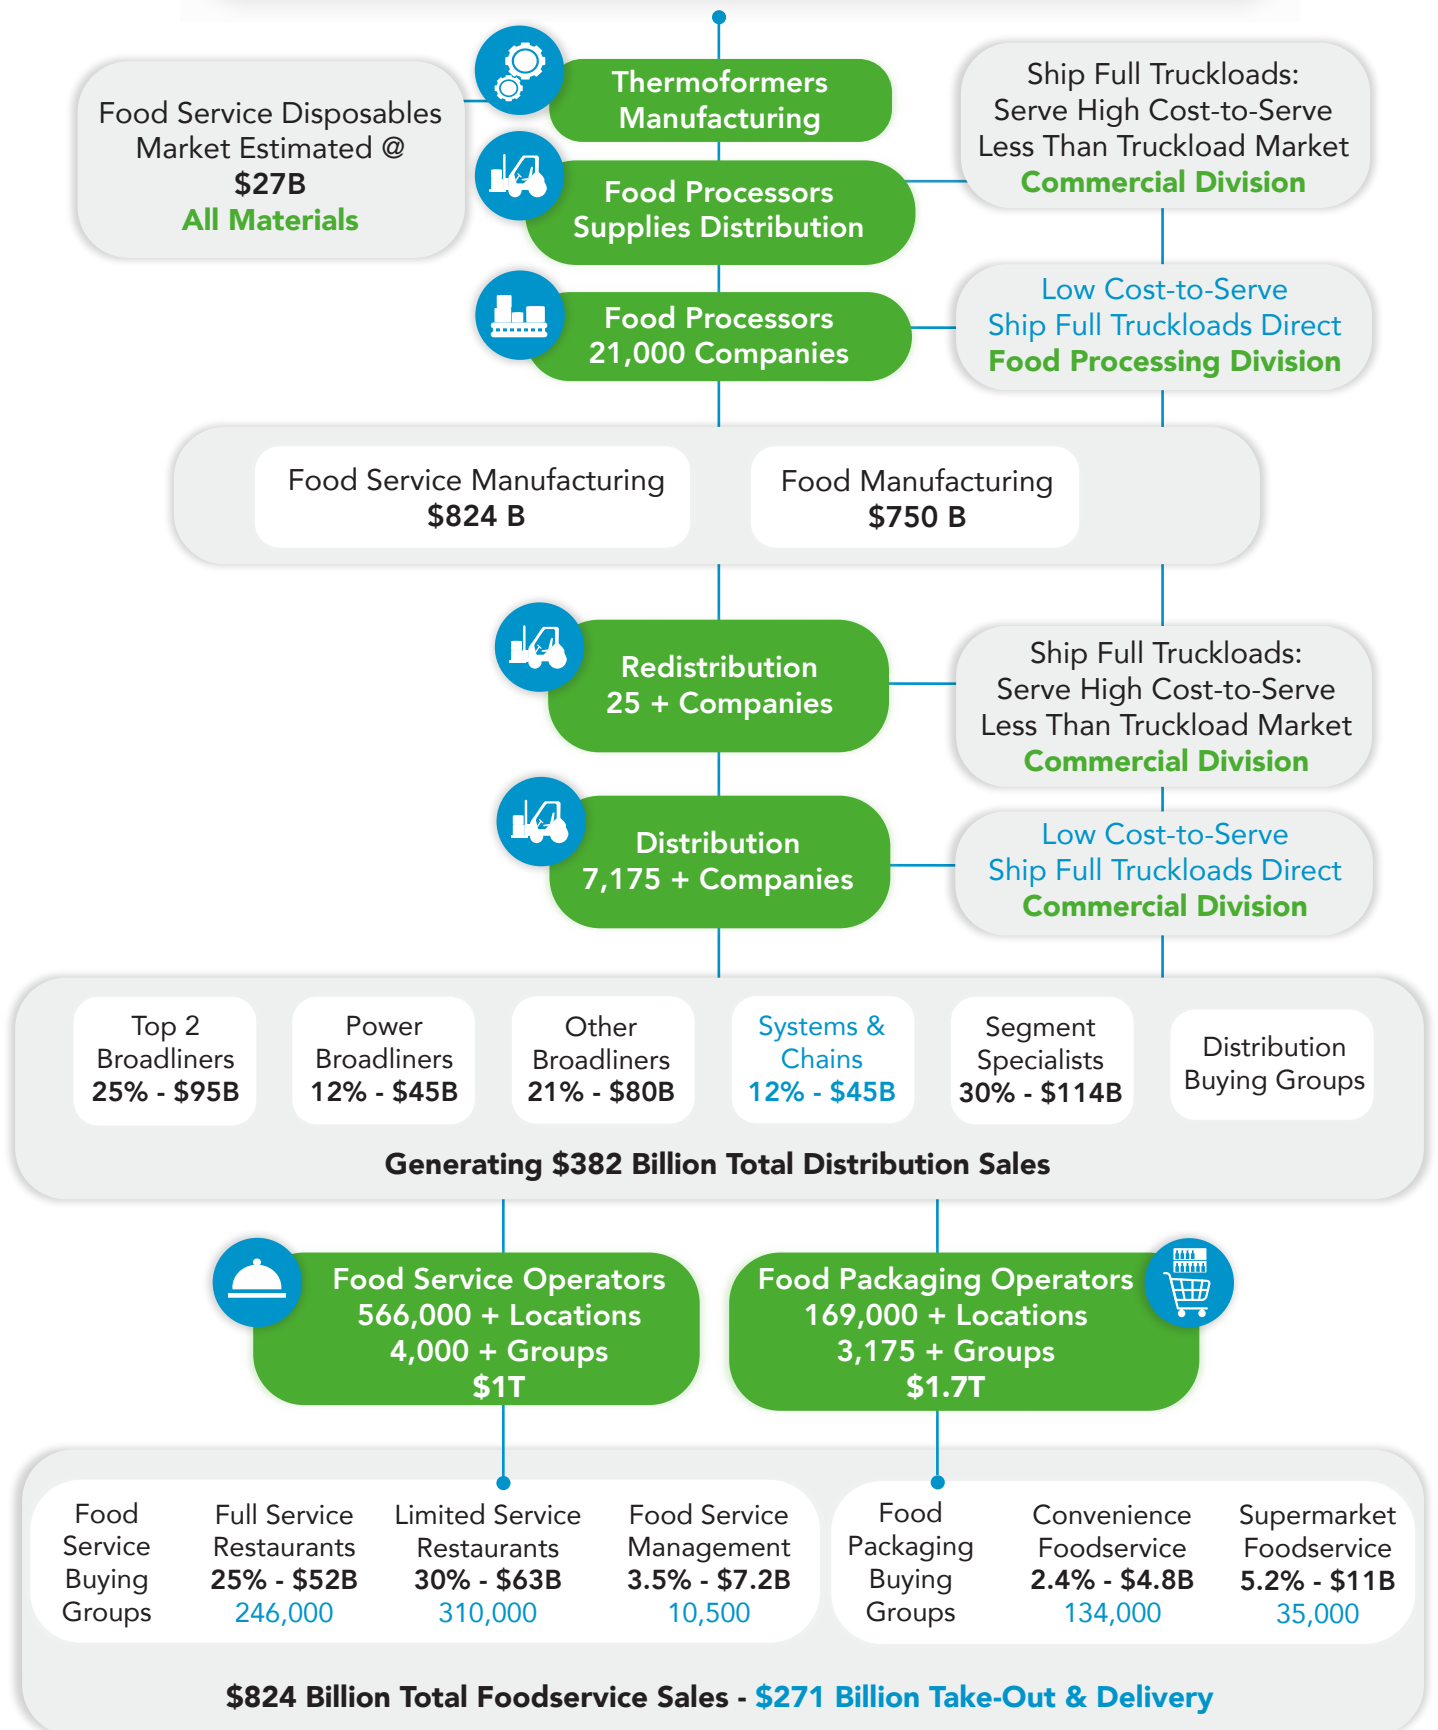 Thermoformers
Manufacturing
Food Service Disposables
Market Estimated @
$27B
All Materials
Ship Full Truckloads:
Serve High Cost-to-Serve
Less Than Truckload Market
Commercial Division
Food Processors
Supplies Distribution
Food Processors
21,000 Companies
Low Cost-to-Serve
Ship Full Truckloads Direct
Food Processing Division
Food Service Manufacturing
$824 B
Food Manufacturing
$750 B
Redistribution
25 + Companies
Ship Full Truckloads:
Serve High Cost-to-Serve
Less Than Truckload Market
Commercial Division
Distribution
7,175 + Companies
Low Cost-to-Serve
Ship Full Truckloads Direct
Commercial Division
Top 2
Broadliners
25% - $95B
Power
Broadliners
12% - $45B
Other
Broadliners
21% - $80B
Systems &
Chains
12% - $45B
Segment
Specialists
30% - $114B
Distribution
Buying Groups
Generating $382 Billion Total Distribution Sales
Food Service Operators
566,000 + Locations
4,000 + Groups
$1T
Food Packaging Operators
169,000 + Locations
3,175 + Groups
$1.7T
Food
Service
Buying
Groups
Full Service
Restaurants
25% - $52B
246,000
Limited Service
Restaurants
30% - $63B
310,000
Food Service
Management
3.5% - $7.2B
10,500
Food
Packaging
Buying
Groups
Convenience
Foodservice
2.4% - $4.8B
134,000
Supermarket
Foodservice
5.2% - $11B
35,000
$824 Billion Total Foodservice Sales - $271 Billion Take-Out & Delivery